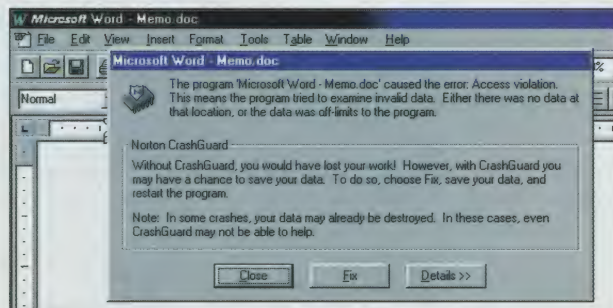 Microsoft Word - Memo.doc
File Edit View Insert Format Tools Table Window Help
Microsoft Word - Memo.doc
%
Normal
The program 'Microsoft Word - Memo.doc' caused the error: Access violation.
This means the program tried to examine invalid data. Either there was no data at
that location, or the data was off-limits to the program.
Norton CrashGuard
Without CrashGuard, you would have lost your work! However, with CrashGuard you
may have a chance to save your data. To do so, choose Fix, save your data, and
restart the program.
Note: In some crashes, your data may already be destroyed. In these cases, even
CrashGuard may not be able to help.
Close Fix Details >>